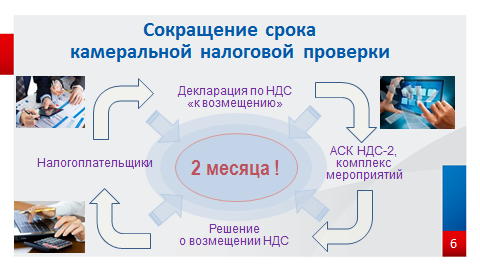 Сокращение срока
камеральной налоговой проверки
Декларация по НДС
«к возмещению»
Налогоплательщики
2 месяца !
АСК НДС-2,
комплекс
мероприятий
Решение
о возмещении НДС
6